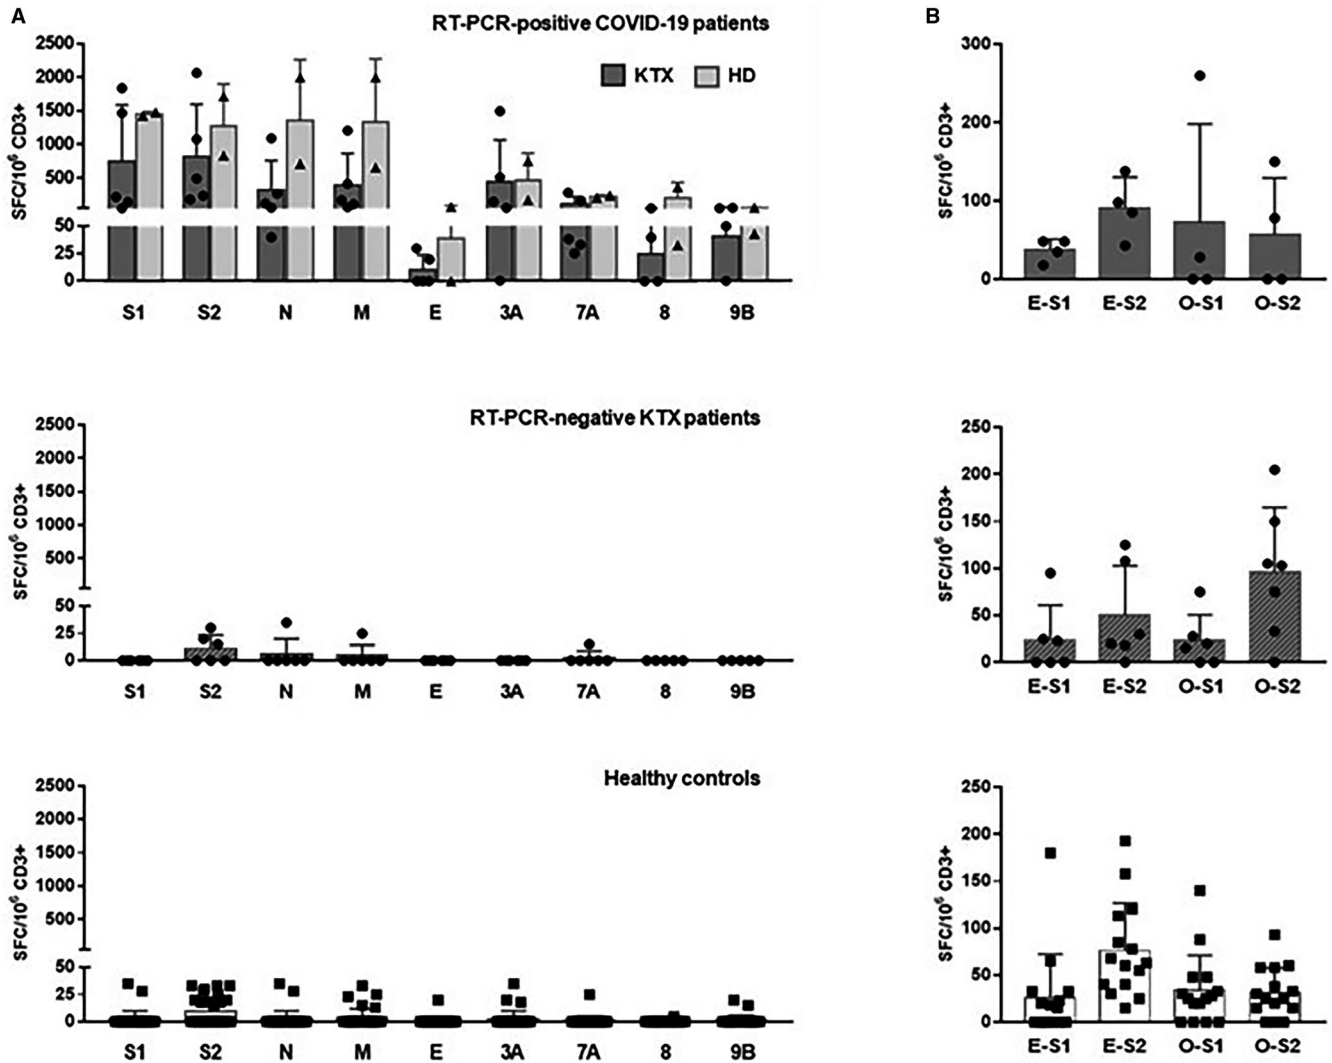 A
RT-PCR-positive COVID-19 patients
KTX HD
SFC/10⁶ CD3+
2500
2000
1500
1000
500
50
25
0
S1 S2 N M E 3A 7A 8 9B
B
SFC/10⁶ CD3+
300
200
100
0
E-S1 E-S2 O-S1 O-S2
RT-PCR-negative KTX patients
SFC/10⁶ CD3+
2500
2000
1500
1000
500
50
25
0
S1 S2 N M E 3A 7A 8 9B
SFC/10⁶ CD3+
250
200
150
100
50
0
E-S1 E-S2 O-S1 O-S2
Healthy controls
SFC/10⁶ CD3+
2500
2000
1500
1000
500
50
25
0
S1 S2 N M E 3A 7A 8 9B
SFC/10⁶ CD3+
250
200
150
100
50
0
E-S1 E-S2 O-S1 O-S2